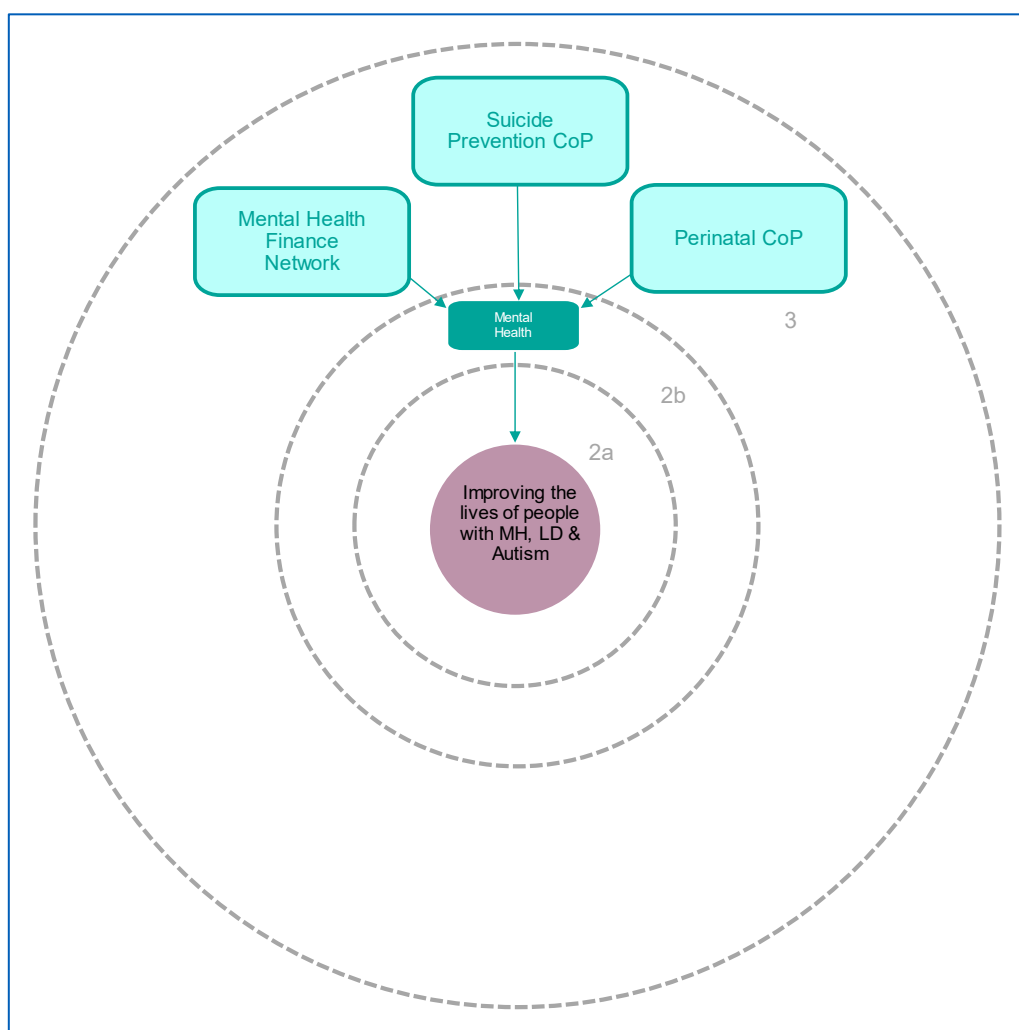 Suicide
Prevention CoP
Mental Health
Finance
Network
Perinatal CoP
Mental
Health
3
2b
2a
Improving the
lives of people
with MH, LD &
Autism